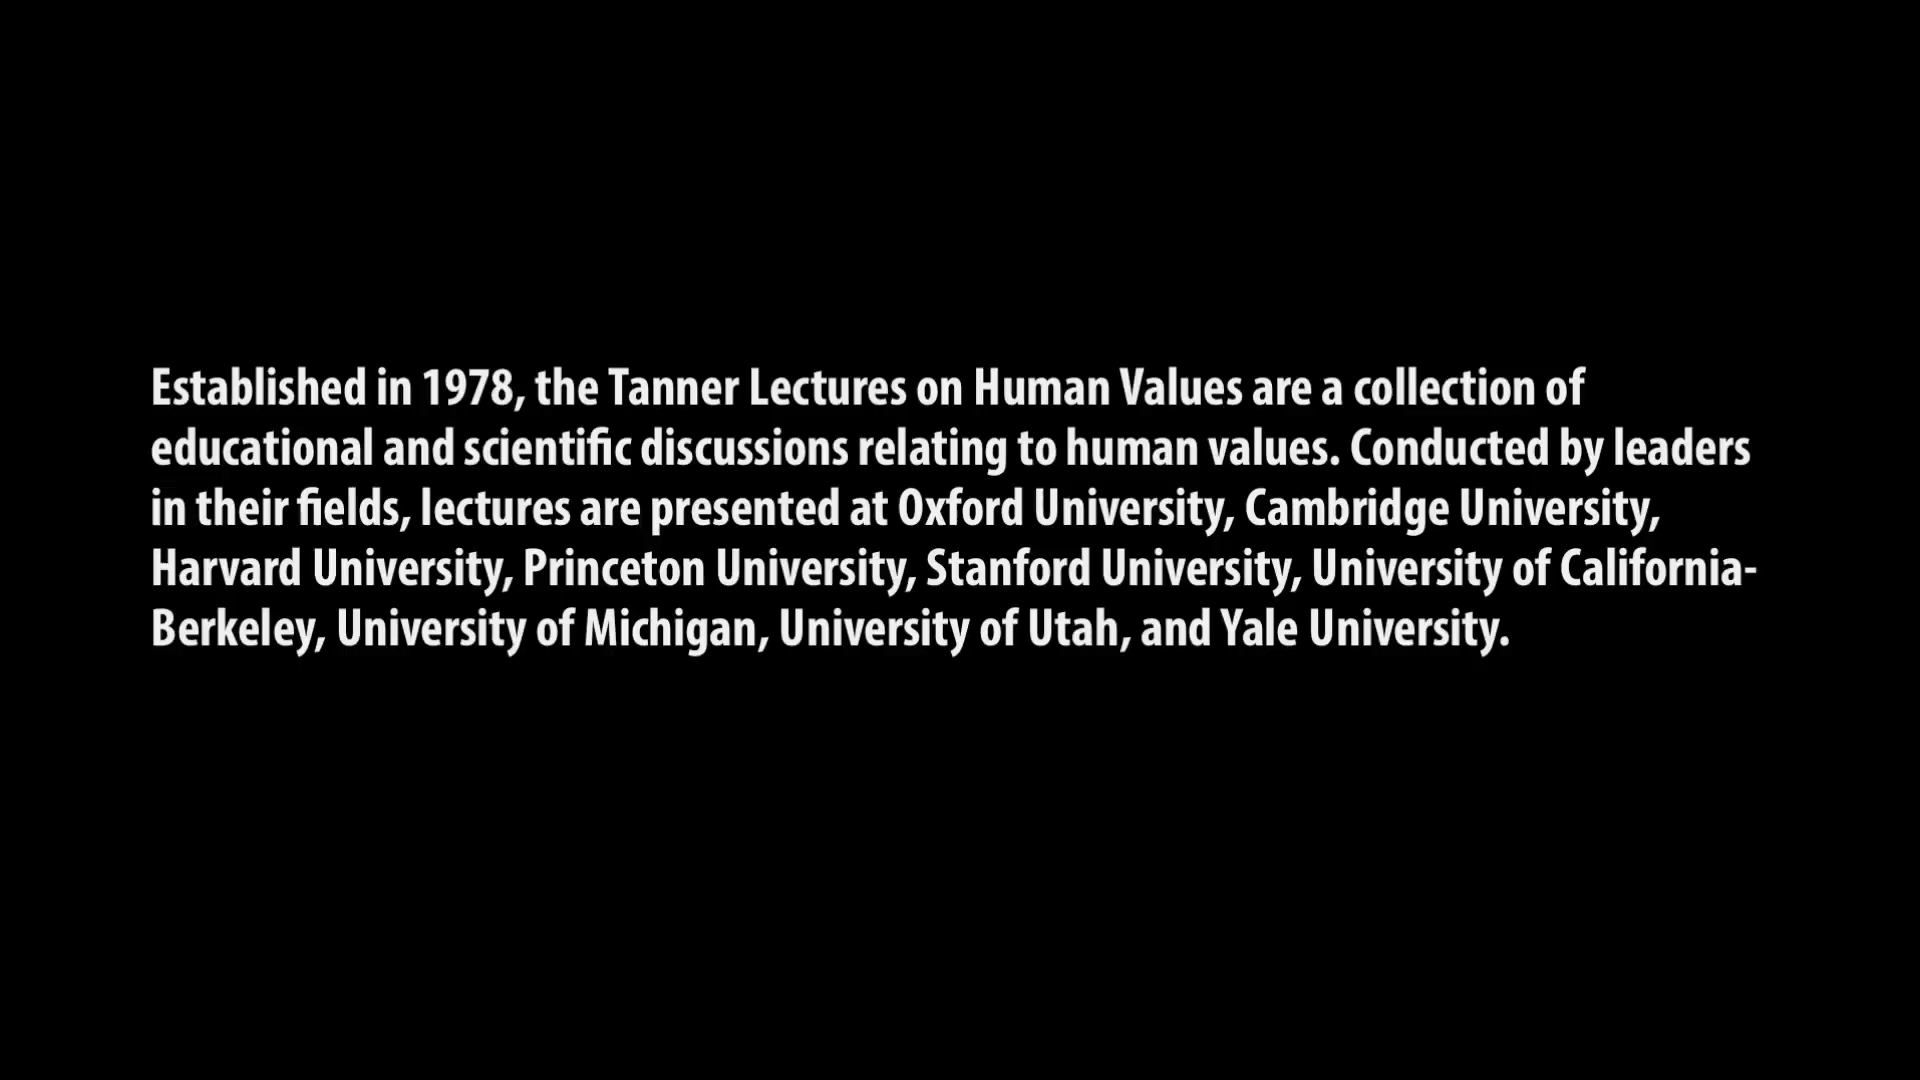 Established in 1978, the Tanner Lectures on Human Values are a collection of
educational and scientific discussions relating to human values. Conducted by leaders
in their fields, lectures are presented at Oxford University, Cambridge University,
Harvard University, Princeton University, Stanford University, University of California-
Berkeley, University of Michigan, University of Utah, and Yale University.